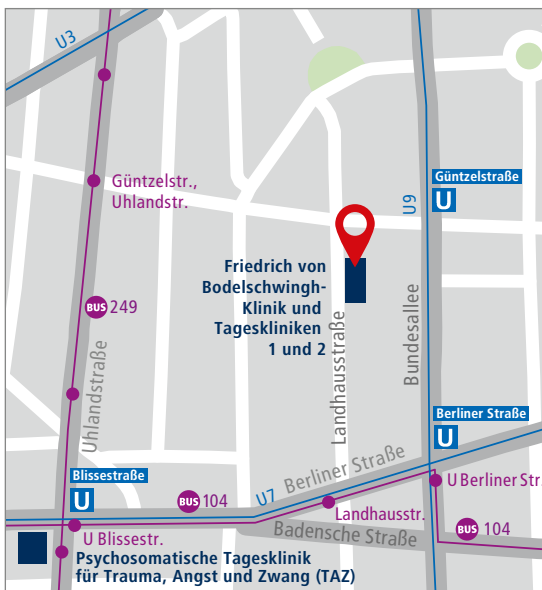 U3
Güntzelstr.,
Uhlandstr.
Güntzelstraße
U
U9
Friedrich von
Bodelschwingh-
Klinik und
Tageskliniken
1 und 2
BUS 249
Uhlandstraße
Landhausstraße
Bundesallee
Berliner Straße
U
Blissestraße
U
BUS 104
U7
Berliner Straße
U Berliner Str.
Landhausstr.
Badensche Straße
BUS 104
U Blissestr.
Psychosomatische Tagesklinik
für Trauma, Angst und Zwang (TAZ)